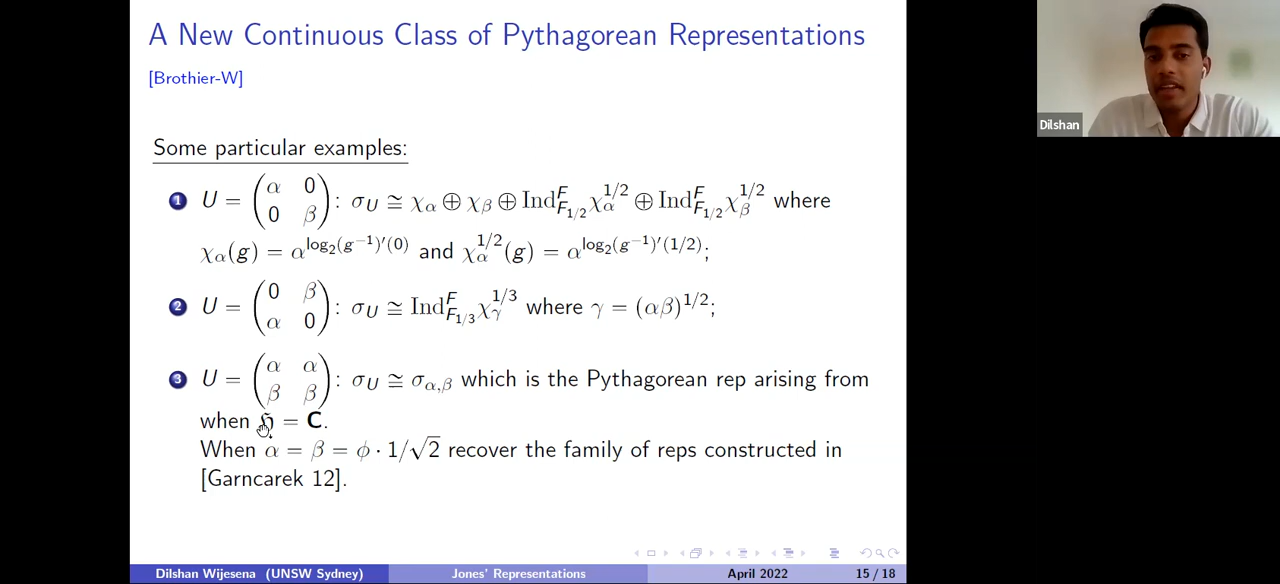 A New Continuous Class of Pythagorean Representations
[Brothier-W]
Dilshan
Some particular examples:
1 U = (α 0; 0 β): σ_U ≅ χ_α ⊕ χ_β ⊕ Ind^F_{F_{1/2}} χ_α^{1/2} ⊕ Ind^F_{F_{1/2}} χ_β^{1/2} where
χ_α(g) = α^{log₂(g⁻¹)′(0)} and χ_α^{1/2}(g) = α^{log₂(g⁻¹)′(1/2)};
2 U = (0 β; α 0): σ_U ≅ Ind^F_{F_{1/3}} χ_γ^{1/3} where γ = (αβ)^{1/2};
3 U = (α α; β β): σ_U ≅ σ_{α,β} which is the Pythagorean rep arising from
when ℌ = C.
When α = β = ϕ · 1/√2 recover the family of reps constructed in
[Garncarek 12].
Dilshan Wijesena (UNSW Sydney) Jones' Representations April 2022 15 / 18